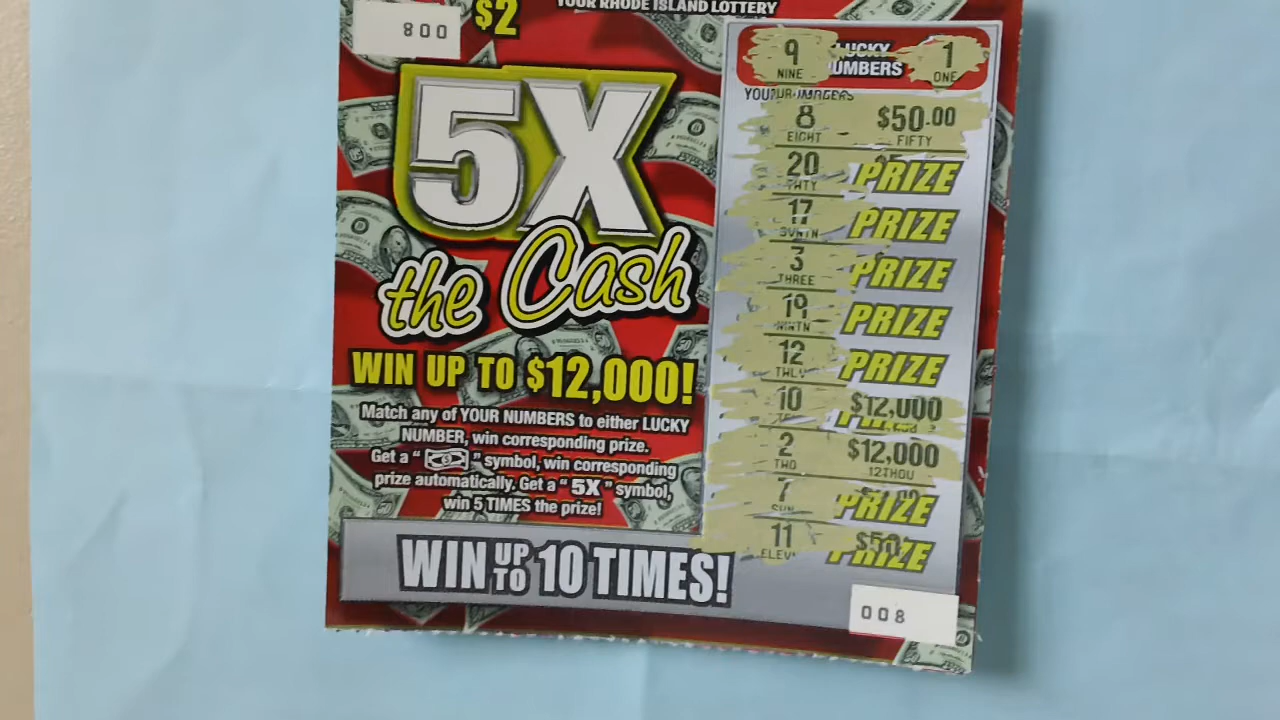 YOUR RHODE ISLAND LOTTERY
$2
800
5X
the Cash
WIN UP TO $12,000!
Match any of YOUR NUMBERS to either LUCKY
NUMBER, win corresponding prize.
Get a " " symbol, win corresponding
prize automatically. Get a "5X" symbol,
win 5 TIMES the prize!
WIN UP TO 10 TIMES!
9 LUCKY 1
NINE NUMBERS ONE
8 $50.00
EIGHT FIFTY
20 PRIZE
17 PRIZE
SVNTN
3 PRIZE
THREE
19 PRIZE
12 PRIZE
10 $12,000
2 $12,000
TWO 12THOU
7 PRIZE
11 PRIZE
008